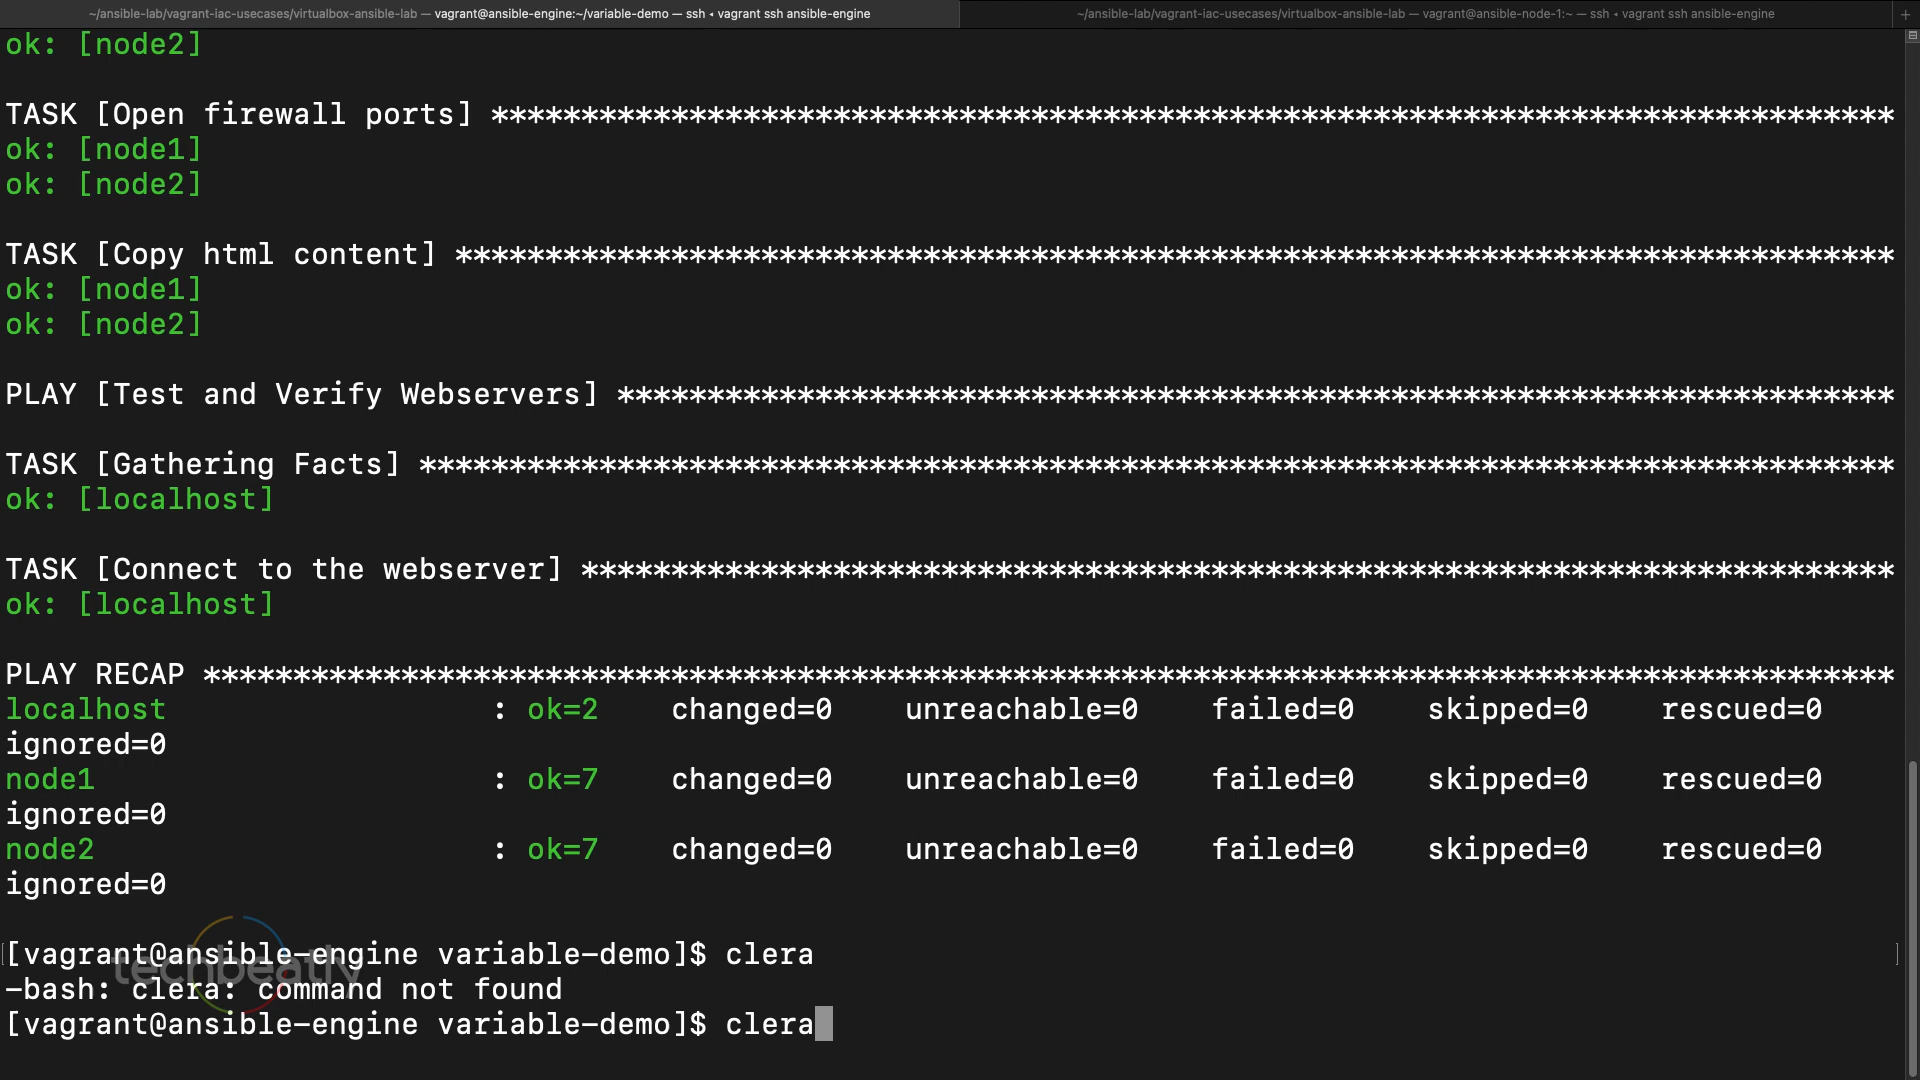 ~/ansible-lab/vagrant-iac-usecases/virtualbox-ansible-lab — vagrant@ansible-engine:~/variable-demo — ssh ◂ vagrant ssh ansible-engine
~/ansible-lab/vagrant-iac-usecases/virtualbox-ansible-lab — vagrant@ansible-node-1:~ — ssh ◂ vagrant ssh ansible-engine
ok: [node2]
TASK [Open firewall ports] ******************************************************************************
ok: [node1]
ok: [node2]
TASK [Copy html content] ********************************************************************************
ok: [node1]
ok: [node2]
PLAY [Test and Verify Webservers] ***********************************************************************
TASK [Gathering Facts] **********************************************************************************
ok: [localhost]
TASK [Connect to the webserver] *************************************************************************
ok: [localhost]
PLAY RECAP **********************************************************************************************
localhost                  : ok=2    changed=0    unreachable=0    failed=0    skipped=0    rescued=0
ignored=0
node1                      : ok=7    changed=0    unreachable=0    failed=0    skipped=0    rescued=0
ignored=0
node2                      : ok=7    changed=0    unreachable=0    failed=0    skipped=0    rescued=0
ignored=0
[vagrant@ansible-engine variable-demo]$ clera
techbeatly
-bash: clera: command not found
[vagrant@ansible-engine variable-demo]$ clera